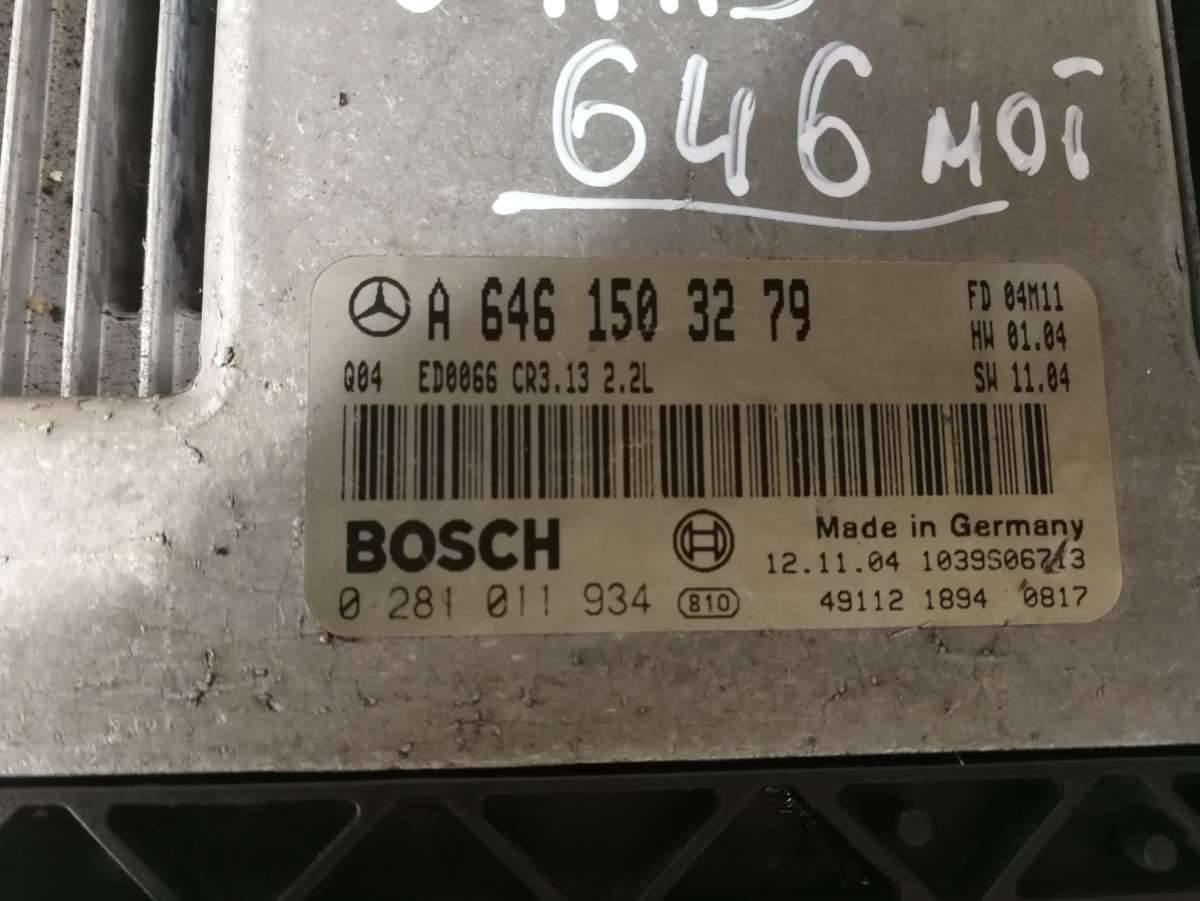 646 мот
A 646 150 32 79
FD 04M11
HW 01.04
Q04 ED0066 CR3.13 2.2L
SW 11.04
BOSCH
Made in Germany
12.11.04 1039S06713
0 281 011 934
810
49112 1894 0817